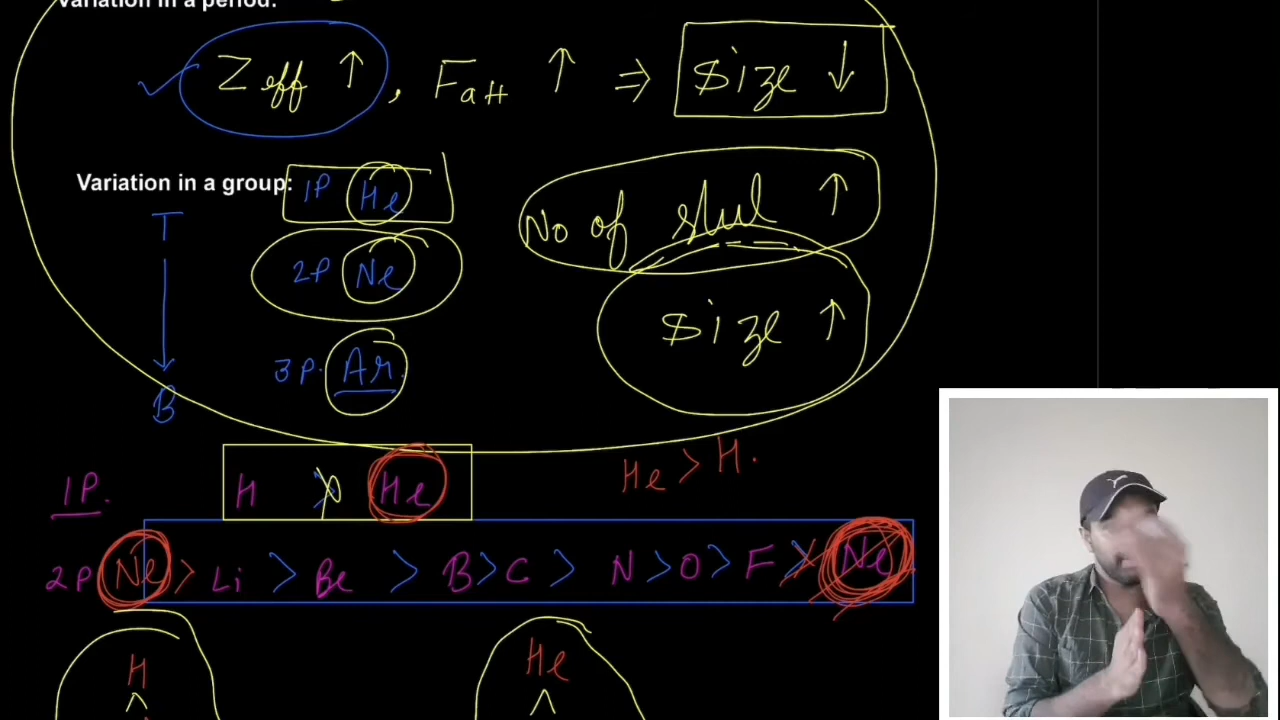 Variation in a period:
Zeff ↑, Fatt ↑ ⇒ Size ↓
Variation in a group:
1P He
No of shell ↑
T
2P Ne
Size ↑
3P. Ar
B
He > H.
1P. H > He
2P Ne > Li > Be > B > C > N > O > F > Ne
H He
^ ^